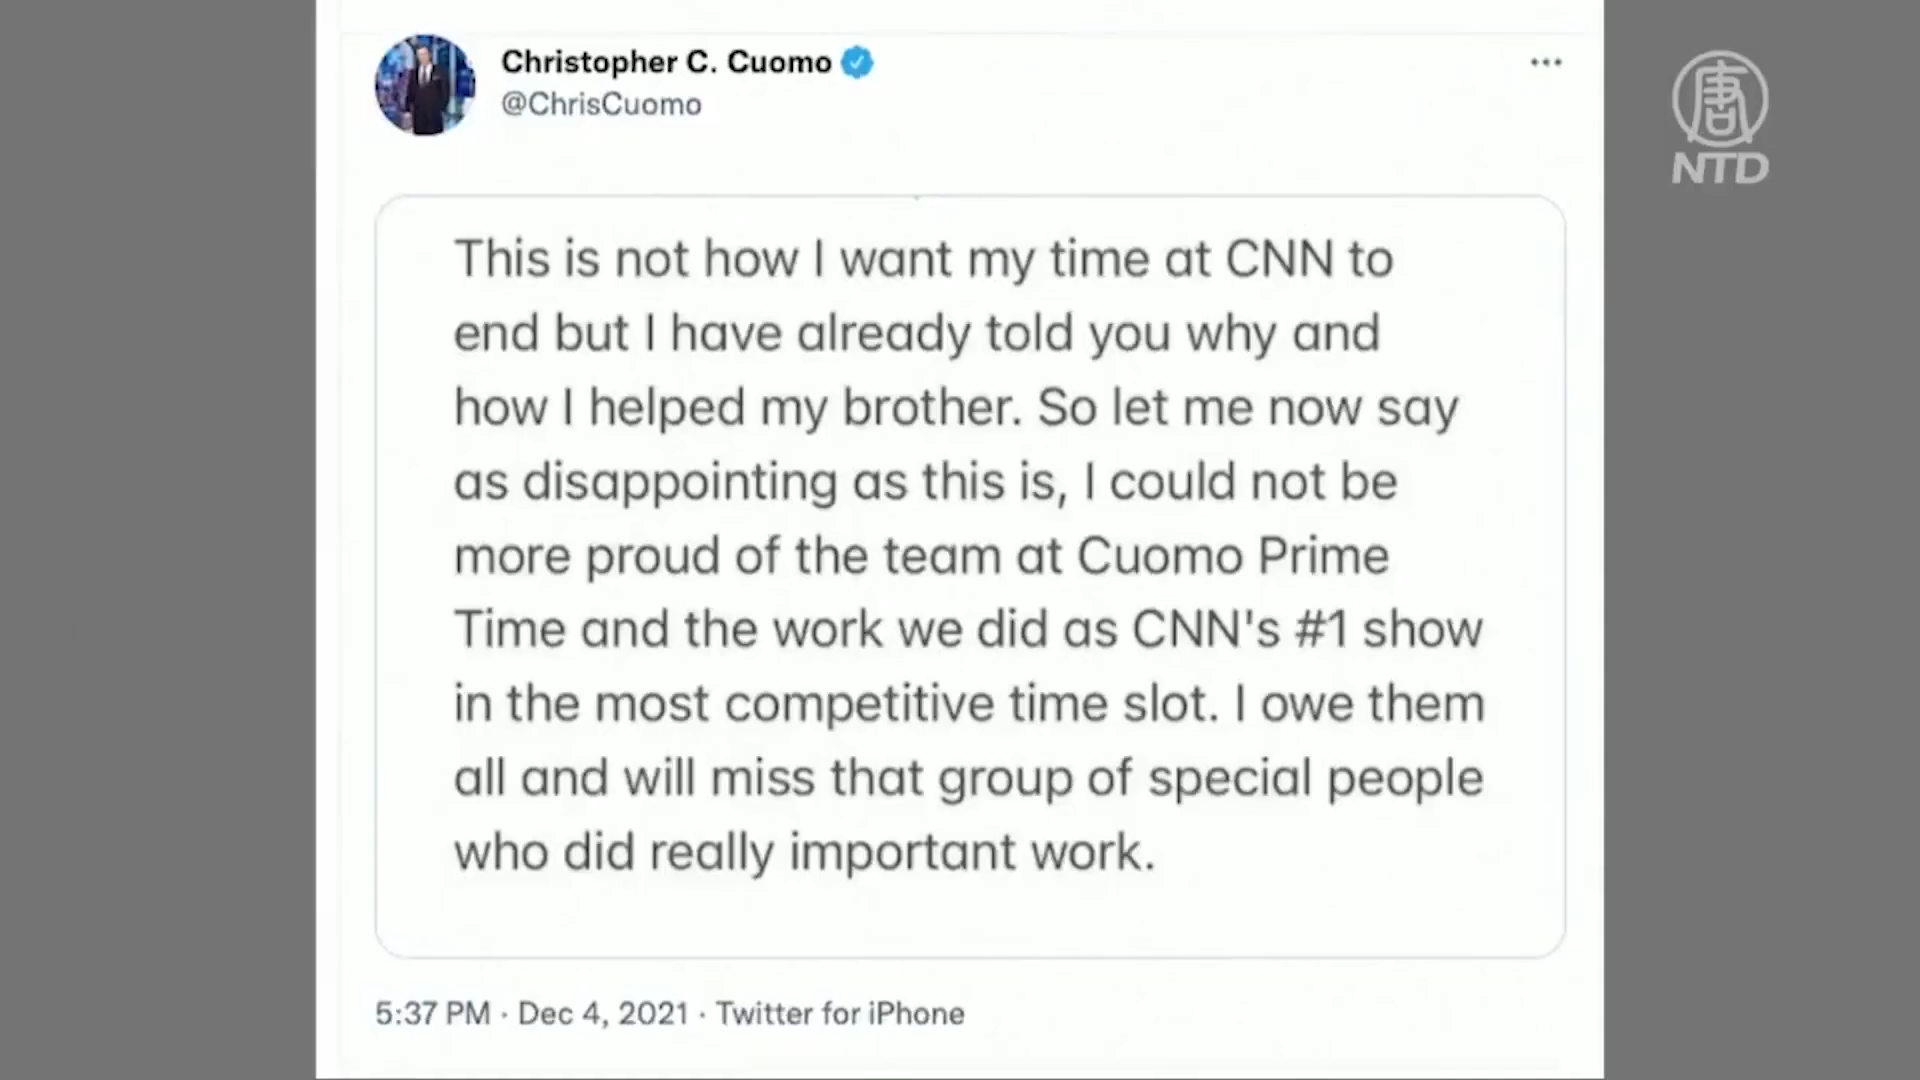 Christopher C. Cuomo
@ChrisCuomo
唐
NTD
This is not how I want my time at CNN to
end but I have already told you why and
how I helped my brother. So let me now say
as disappointing as this is, I could not be
more proud of the team at Cuomo Prime
Time and the work we did as CNN's #1 show
in the most competitive time slot. I owe them
all and will miss that group of special people
who did really important work.
5:37 PM · Dec 4, 2021 · Twitter for iPhone